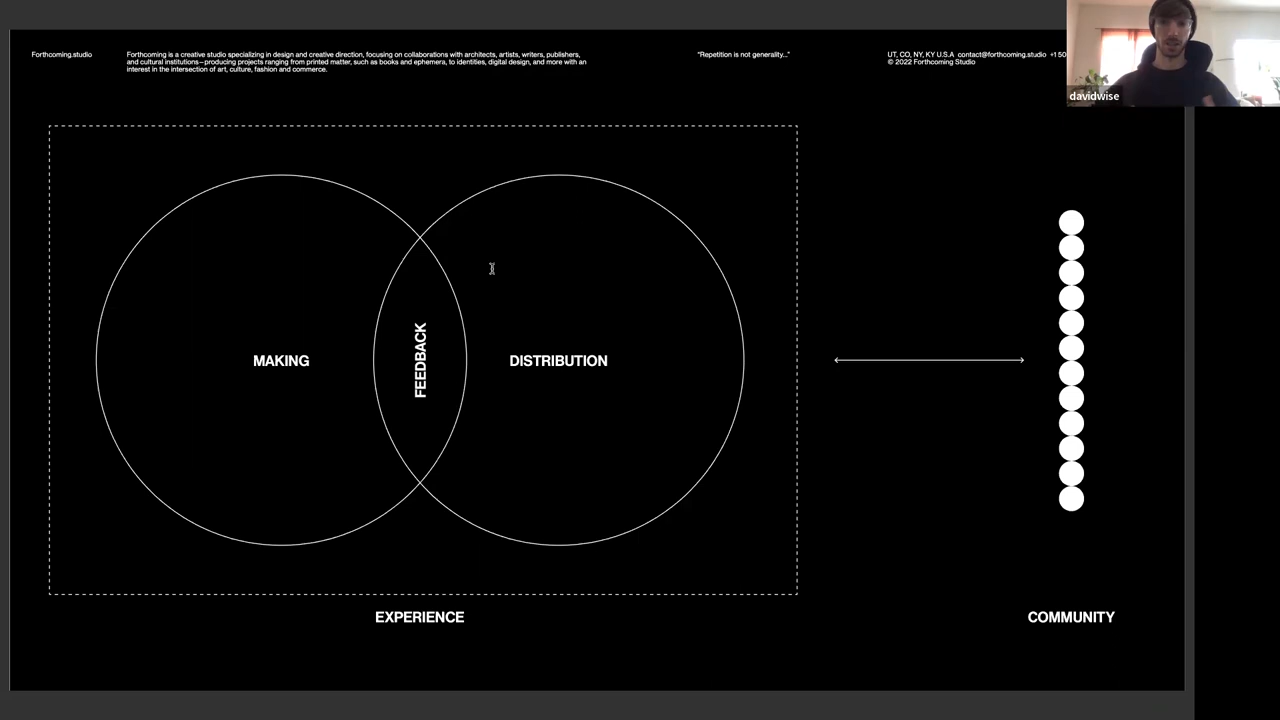 Forthcoming.studio
Forthcoming is a creative studio specializing in design and creative direction, focusing on collaborations with architects, artists, writers, publishers,
and cultural institutions—producing projects ranging from printed matter, such as books and ephemera, to identities, digital design, and more with an
interest in the intersection of art, culture, fashion and commerce.
"Repetition is not generality..."
UT, CO, NY, KY U.S.A contact@forthcoming.studio +1 50
© 2022 Forthcoming Studio
davidwise
MAKING
FEEDBACK
DISTRIBUTION
EXPERIENCE
COMMUNITY